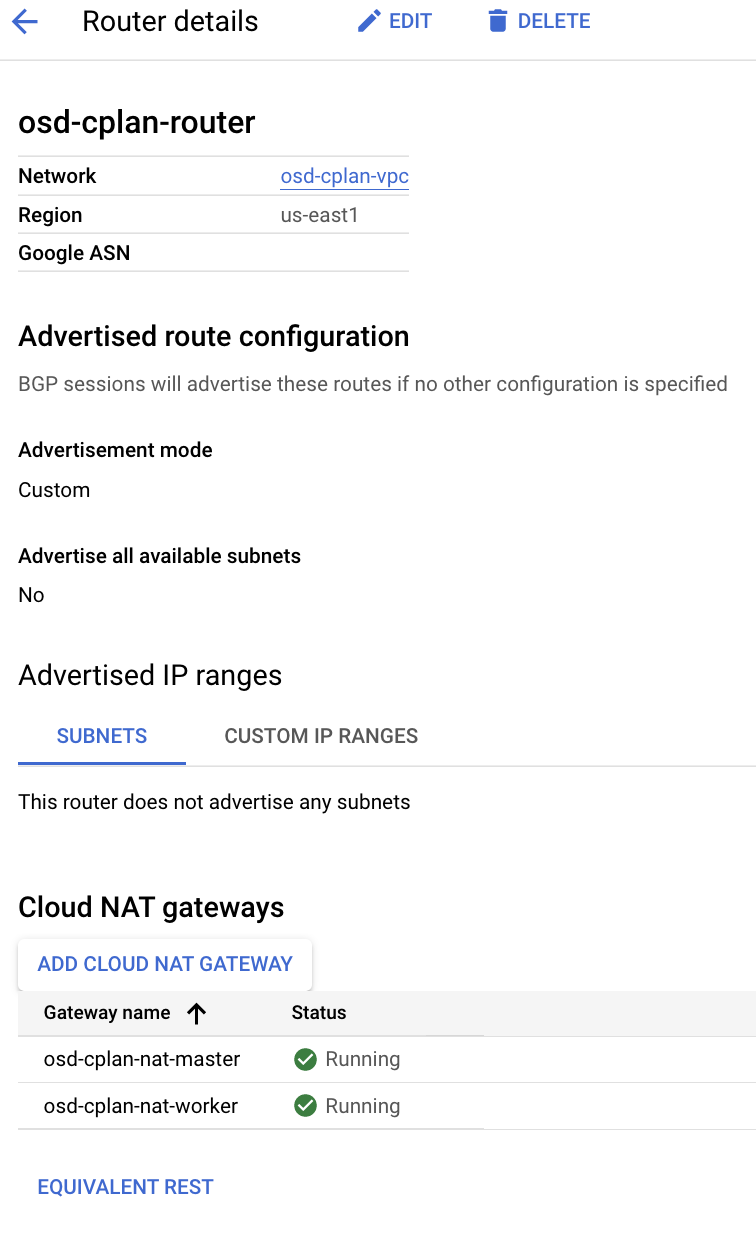 Router details EDIT DELETE
osd-cplan-router
Network osd-cplan-vpc
Region us-east1
Google ASN
Advertised route configuration
BGP sessions will advertise these routes if no other configuration is specified
Advertisement mode
Custom
Advertise all available subnets
No
Advertised IP ranges
SUBNETS CUSTOM IP RANGES
This router does not advertise any subnets
Cloud NAT gateways
ADD CLOUD NAT GATEWAY
Gateway name Status
osd-cplan-nat-master Running
osd-cplan-nat-worker Running
EQUIVALENT REST